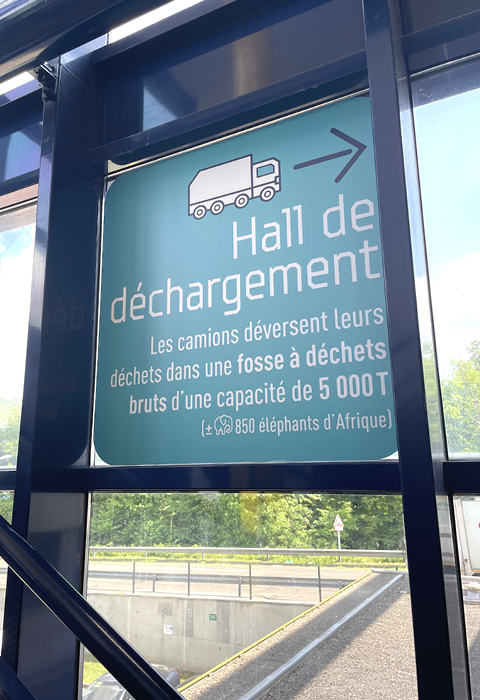 Hall de
déchargement
Les camions déversent leurs
déchets dans une fosse à déchets
bruts d'une capacité de 5 000 T
(± 850 éléphants d'Afrique)